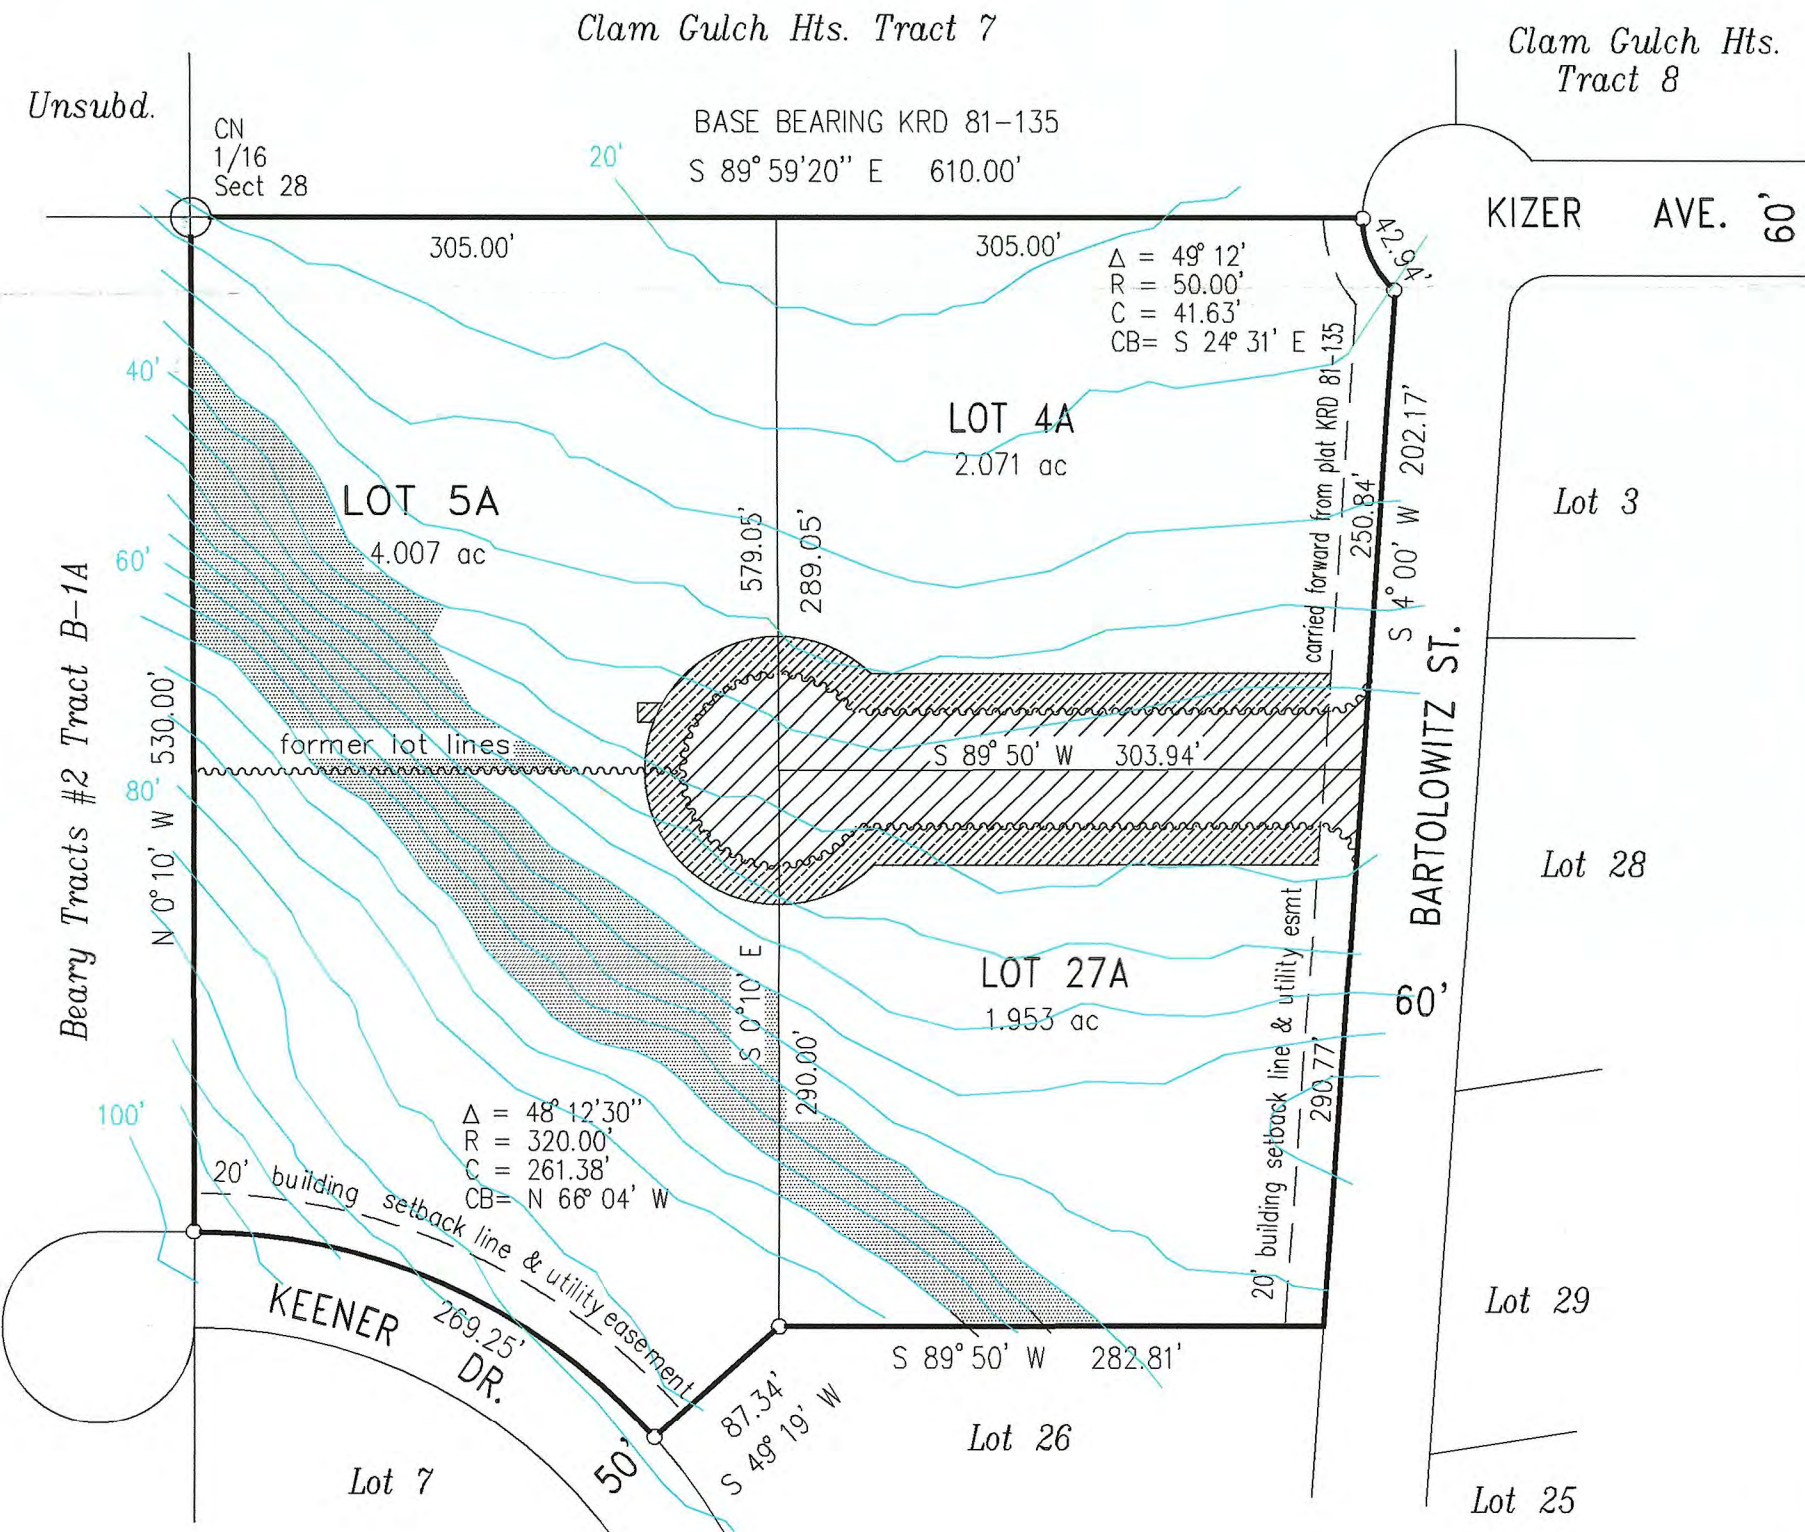 Clam Gulch Hts. Tract 7
Clam Gulch Hts.
Tract 8
Unsubd.
CN
1/16
Sect 28
BASE BEARING KRD 81-135
20'
S 89° 59'20" E 610.00'
KIZER AVE. 60'
42.94'
305.00'
305.00'
Δ = 49° 12'
R = 50.00'
C = 41.63'
CB= S 24° 31' E
40'
LOT 4A
2.071 ac
LOT 5A
4.007 ac
carried forward from plat KRD 81-135
250.84'
S 4° 00' W 202.17'
Lot 3
579.05'
289.05'
60'
Beary Tracts #2 Tract B-1A
N 0° 10' W 530.00'
former lot lines
S 89° 50' W 303.94'
BARTOLOWITZ ST.
60'
80'
Lot 28
LOT 27A
1.953 ac
S 0° 10' E
290.00'
20' building setback line & utility esmt
290.77'
100'
Δ = 48° 12'30"
R = 320.00'
C = 261.38'
CB= N 66° 04' W
20' building setback line & utility easement
KEENER DR.
269.25'
50'
87.34'
S 49° 19' W
S 89° 50' W 282.81'
Lot 29
Lot 26
Lot 7
Lot 25